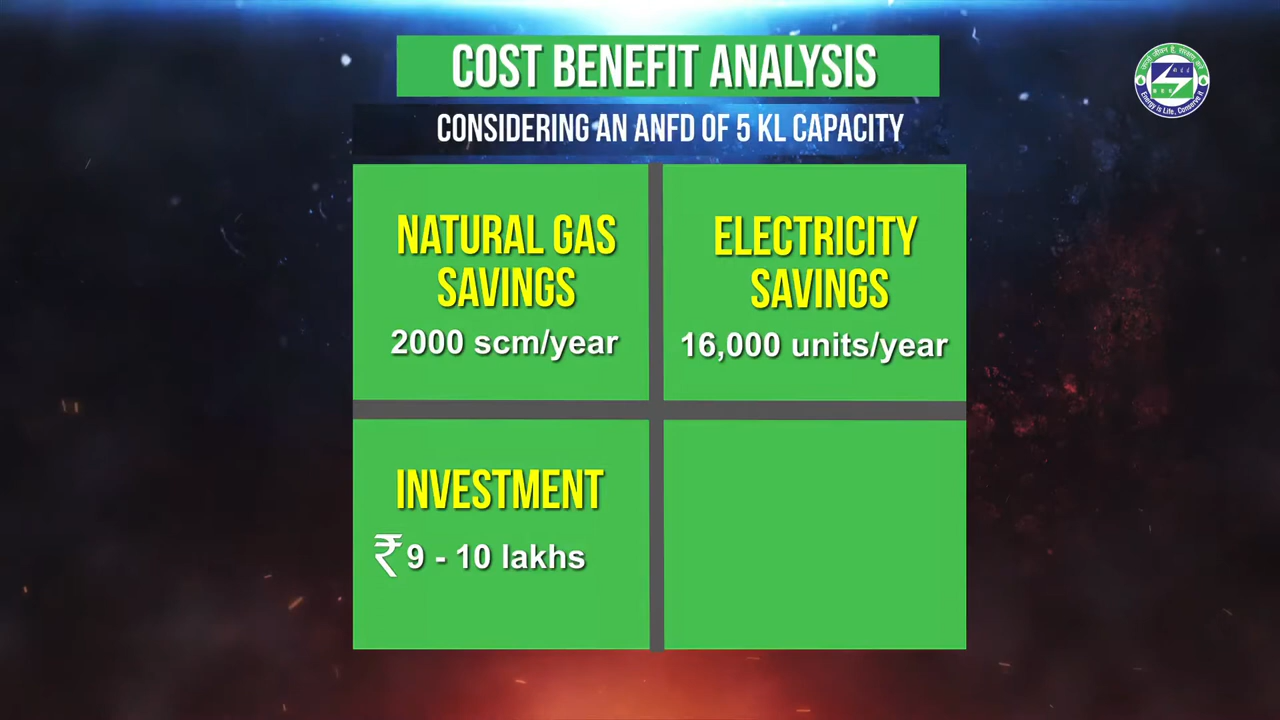 COST BENEFIT ANALYSIS
CONSIDERING AN ANFD OF 5 KL CAPACITY
NATURAL GAS
SAVINGS
2000 scm/year
ELECTRICITY
SAVINGS
16,000 units/year
INVESTMENT
₹9 - 10 lakhs
Energy is Life, Conserve it